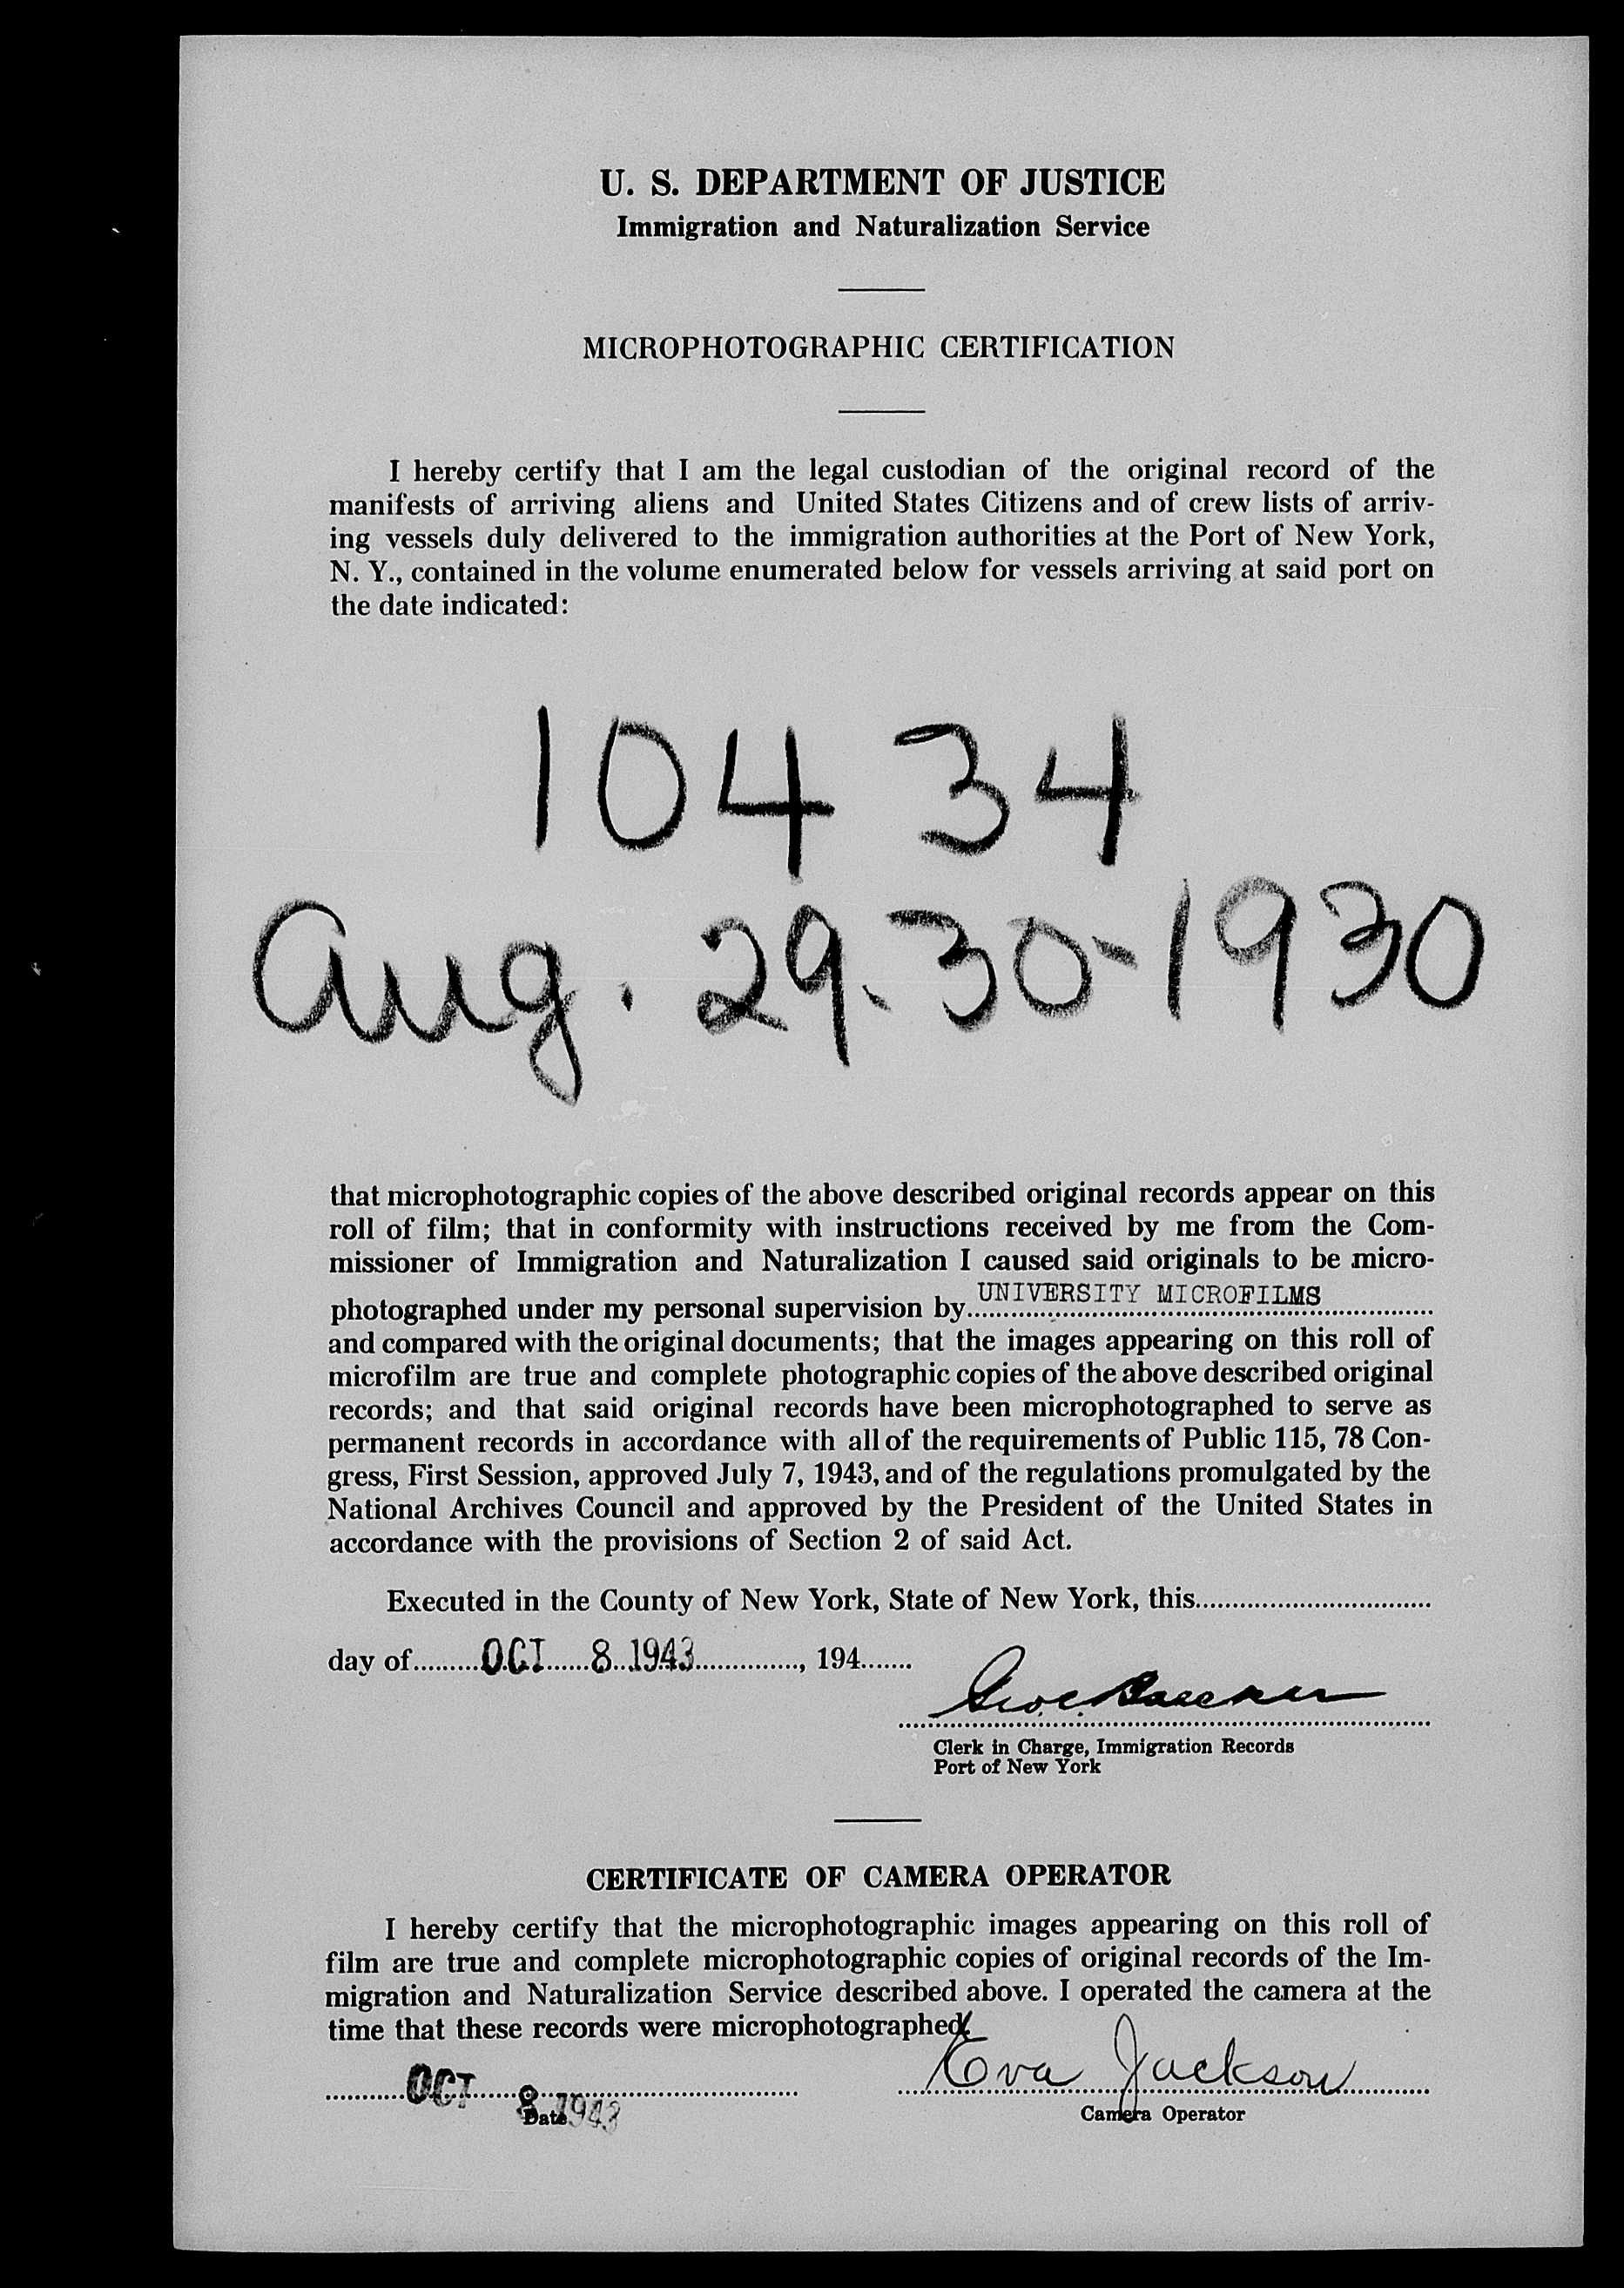 U. S. DEPARTMENT OF JUSTICE
Immigration and Naturalization Service
MICROPHOTOGRAPHIC CERTIFICATION
I hereby certify that I am the legal custodian of the original record of the
manifests of arriving aliens and United States Citizens and of crew lists of arriv-
ing vessels duly delivered to the immigration authorities at the Port of New York,
N. Y., contained in the volume enumerated below for vessels arriving at said port on
the date indicated:
10434
Aug. 29-30-1930
that microphotographic copies of the above described original records appear on this
roll of film; that in conformity with instructions received by me from the Com-
missioner of Immigration and Naturalization I caused said originals to be micro-
photographed under my personal supervision by UNIVERSITY MICROFILMS
and compared with the original documents; that the images appearing on this roll of
microfilm are true and complete photographic copies of the above described original
records; and that said original records have been microphotographed to serve as
permanent records in accordance with all of the requirements of Public 115, 78 Con-
gress, First Session, approved July 7, 1943, and of the regulations promulgated by the
National Archives Council and approved by the President of the United States in
accordance with the provisions of Section 2 of said Act.
Executed in the County of New York, State of New York, this
day of OCT 8 1943, 194
Geo. C.
Clerk in Charge, Immigration Records
Port of New York
CERTIFICATE OF CAMERA OPERATOR
I hereby certify that the microphotographic images appearing on this roll of
film are true and complete microphotographic copies of original records of the Im-
migration and Naturalization Service described above. I operated the camera at the
time that these records were microphotographed.
OCT 8 1943 Eva Jackson
Date Camera Operator